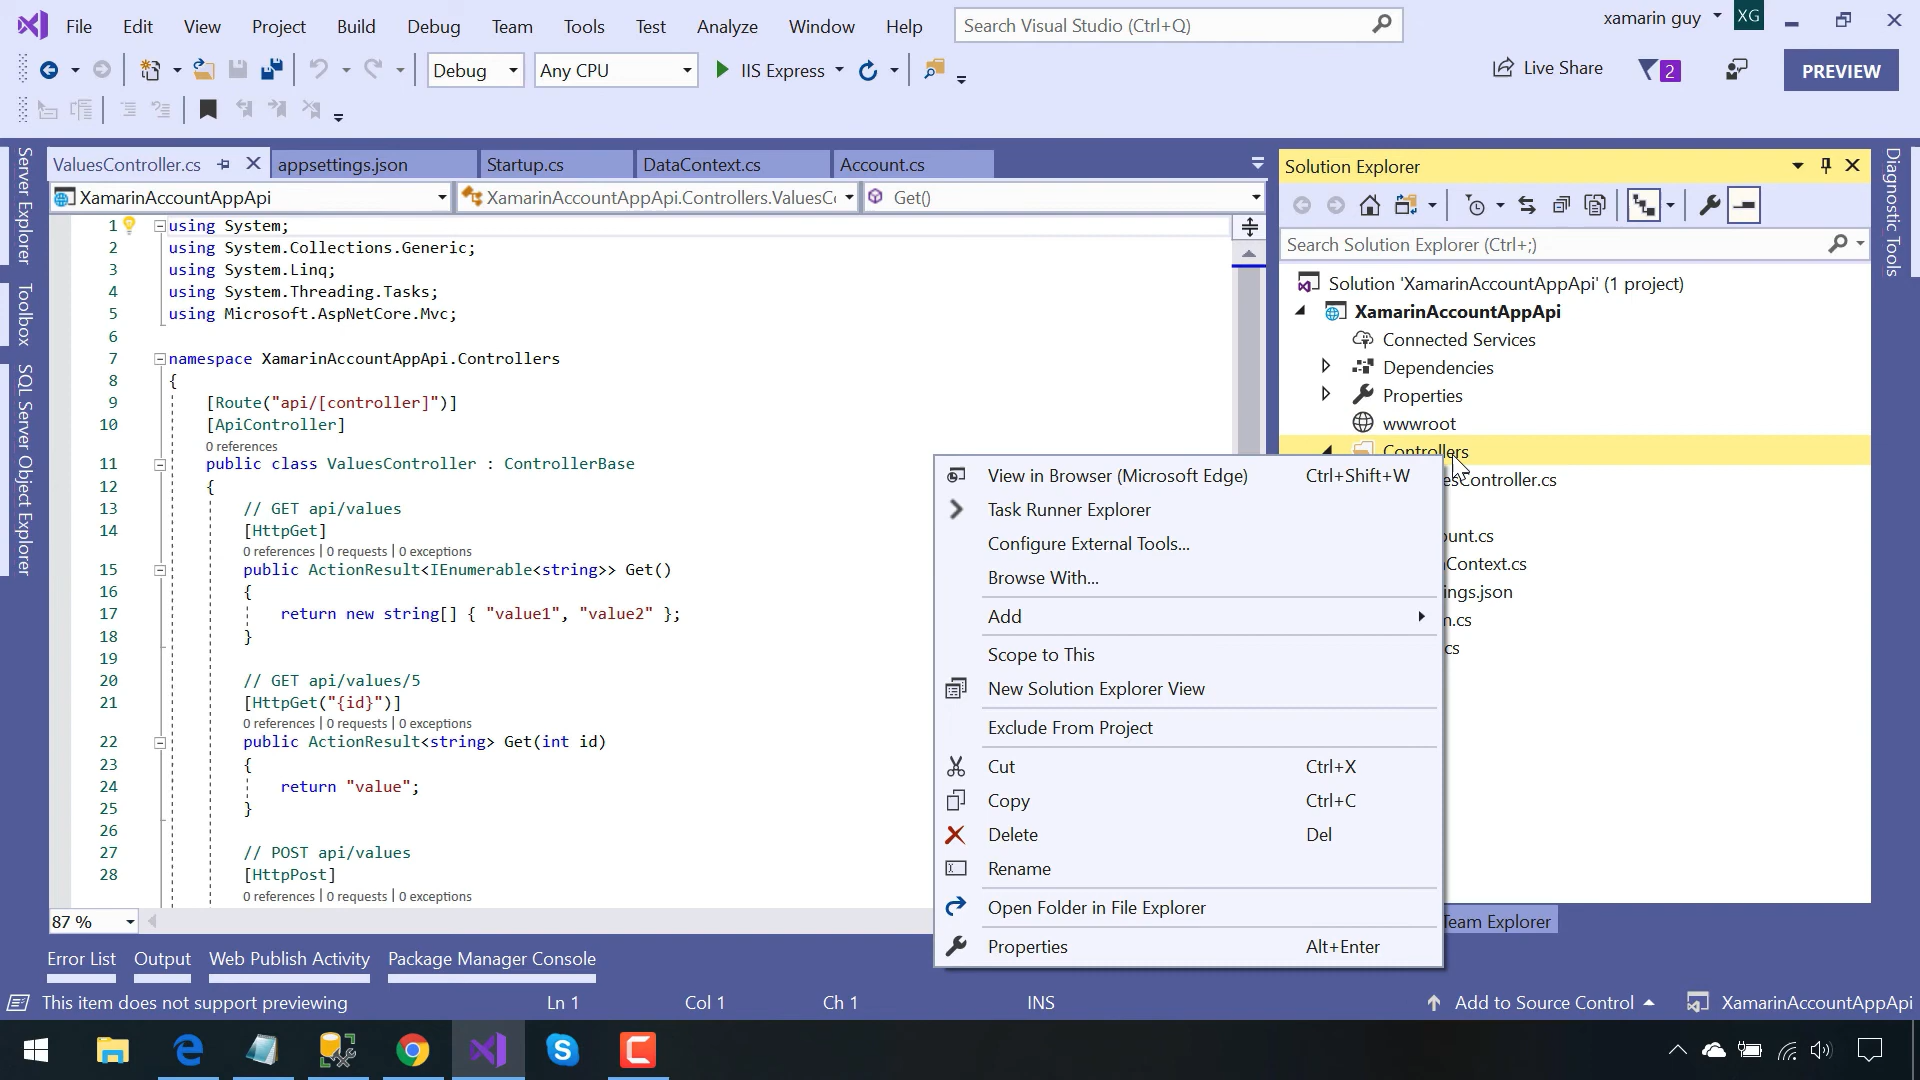 File Edit View Project Build Debug Team Tools Test Analyze Window Help Search Visual Studio (Ctrl+Q) xamarin guy XG
Debug Any CPU IIS Express Live Share 2 PREVIEW
ValuesController.cs appsettings.json Startup.cs DataContext.cs Account.cs
XamarinAccountAppApi XamarinAccountAppApi.Controllers.ValuesC Get()
Server Explorer
Toolbox
SQL Server Object Explorer
1 using System;
2 using System.Collections.Generic;
3 using System.Linq;
4 using System.Threading.Tasks;
5 using Microsoft.AspNetCore.Mvc;
6
7 namespace XamarinAccountAppApi.Controllers
8 {
9 [Route("api/[controller]")]
10 [ApiController]
0 references
11 public class ValuesController : ControllerBase
12 {
13 // GET api/values
14 [HttpGet]
0 references | 0 requests | 0 exceptions
15 public ActionResult<IEnumerable<string>> Get()
16 {
17 return new string[] { "value1", "value2" };
18 }
19
20 // GET api/values/5
21 [HttpGet("{id}")]
0 references | 0 requests | 0 exceptions
22 public ActionResult<string> Get(int id)
23 {
24 return "value";
25 }
26
27 // POST api/values
28 [HttpPost]
0 references | 0 requests | 0 exceptions
87 %
Solution Explorer
Search Solution Explorer (Ctrl+;)
Solution 'XamarinAccountAppApi' (1 project)
XamarinAccountAppApi
Connected Services
Dependencies
Properties
wwwroot
Controllers
esController.cs
ount.cs
aContext.cs
ings.json
m.cs
cs
Team Explorer
Diagnostic Tools
View in Browser (Microsoft Edge) Ctrl+Shift+W
Task Runner Explorer
Configure External Tools...
Browse With...
Add
Scope to This
New Solution Explorer View
Exclude From Project
Cut Ctrl+X
Copy Ctrl+C
Delete Del
Rename
Open Folder in File Explorer
Properties Alt+Enter
Error List Output Web Publish Activity Package Manager Console
This item does not support previewing Ln 1 Col 1 Ch 1 INS Add to Source Control XamarinAccountAppApi